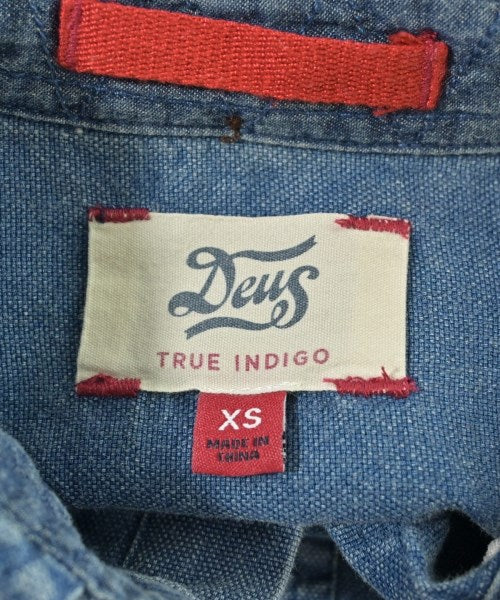 Deus
TRUE INDIGO
XS
MADE IN
CHINA